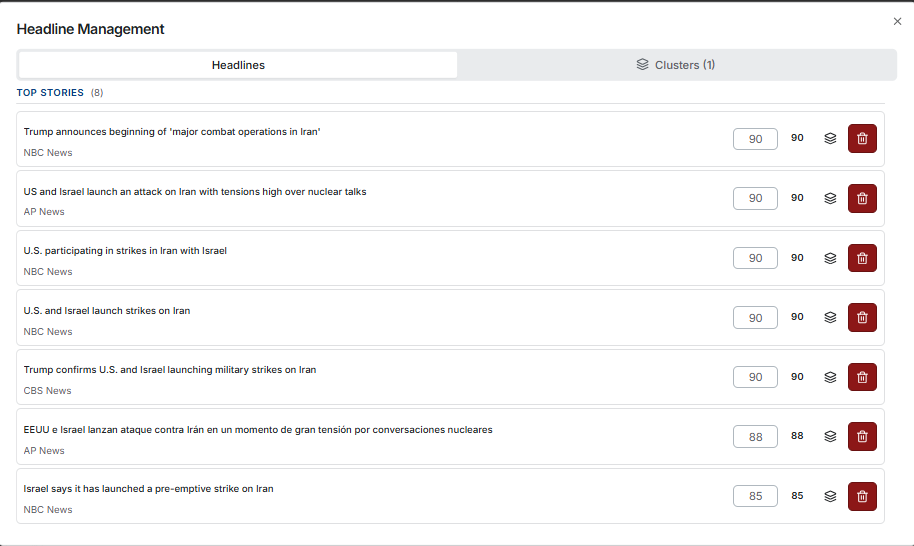 Headline Management
Headlines
Clusters (1)
TOP STORIES (8)
Trump announces beginning of 'major combat operations in Iran'
NBC News
90 90
US and Israel launch an attack on Iran with tensions high over nuclear talks
AP News
90 90
U.S. participating in strikes in Iran with Israel
NBC News
90 90
U.S. and Israel launch strikes on Iran
NBC News
90 90
Trump confirms U.S. and Israel launching military strikes on Iran
CBS News
90 90
EEUU e Israel lanzan ataque contra Irán en un momento de gran tensión por conversaciones nucleares
AP News
88 88
Israel says it has launched a pre-emptive strike on Iran
NBC News
85 85